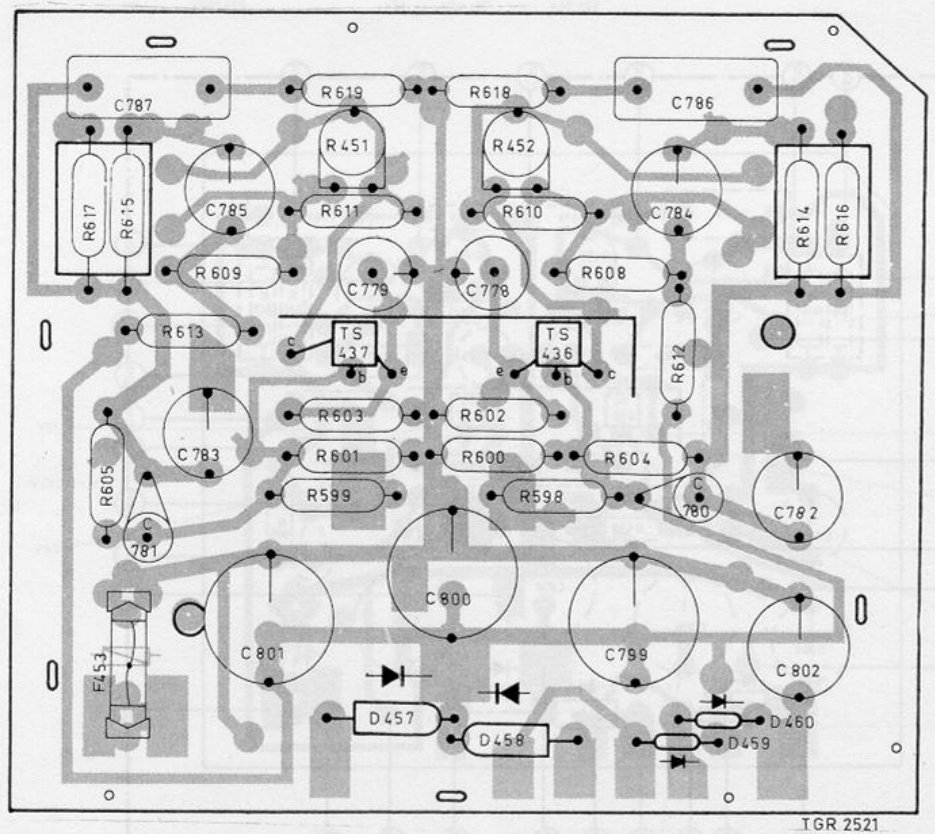 C787
R619
R618
C786
R451
R452
R617
R615
C785
R611
R610
C784
R614
R616
R609
C779
C778
R608
R613
TS
437
TS
436
c
b
e
e
b
c
R612
R603
R602
C783
R601
R600
R604
R605
R599
R598
C
780
C782
C
781
C800
C801
C799
C802
F453
D457
D458
D460
D459
TGR 2521